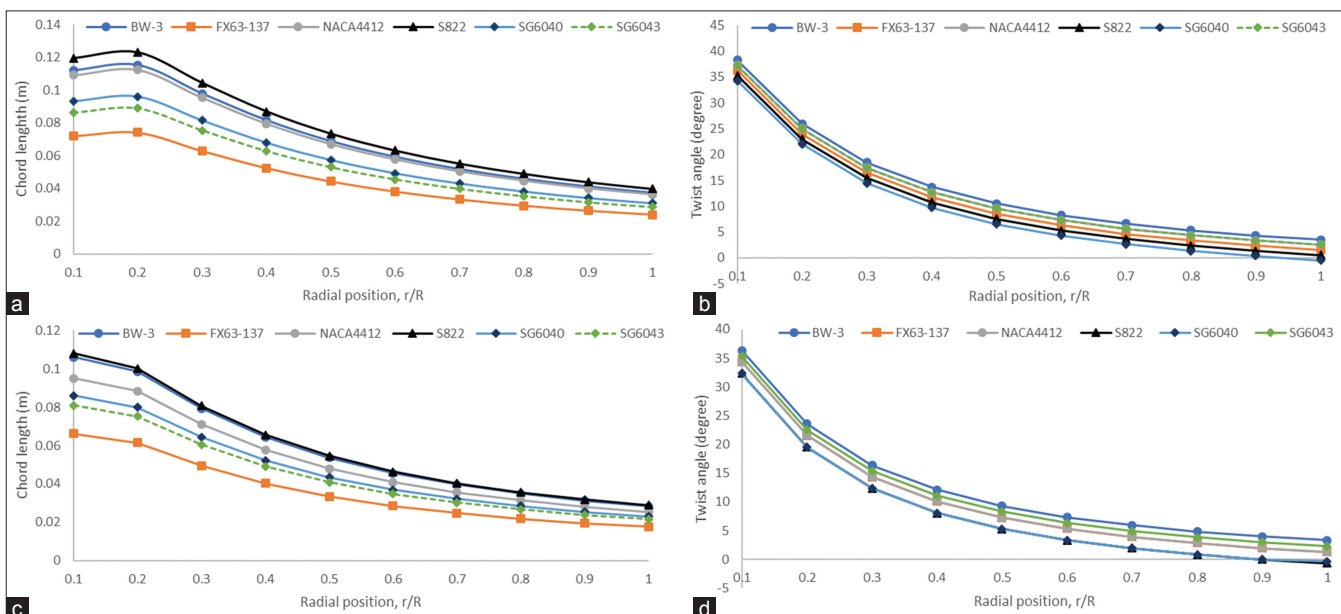 BW-3 FX63-137 NACA4412 S822 SG6040 SG6043
Chord lenghth (m)
0.14
0.12
0.1
0.08
0.06
0.04
0.02
0
0.1 0.2 0.3 0.4 0.5 0.6 0.7 0.8 0.9 1
Radial position, r/R
a
BW-3 FX63-137 NACA4412 S822 SG6040 SG6043
Twist angle (degree)
45
40
35
30
25
20
15
10
5
0
-5
0.1 0.2 0.3 0.4 0.5 0.6 0.7 0.8 0.9 1
Radial position, r/R
b
BW-3 FX63-137 NACA4412 S822 SG6040 SG6043
Chord length (m)
0.12
0.1
0.08
0.06
0.04
0.02
0
0.1 0.2 0.3 0.4 0.5 0.6 0.7 0.8 0.9 1
Radial position, r/R
c
BW-3 FX63-137 NACA4412 S822 SG6040 SG6043
Twist angle (degree)
40
35
30
25
20
15
10
5
0
-5
0.1 0.2 0.3 0.4 0.5 0.6 0.7 0.8 0.9 1
Radial position, r/R
d